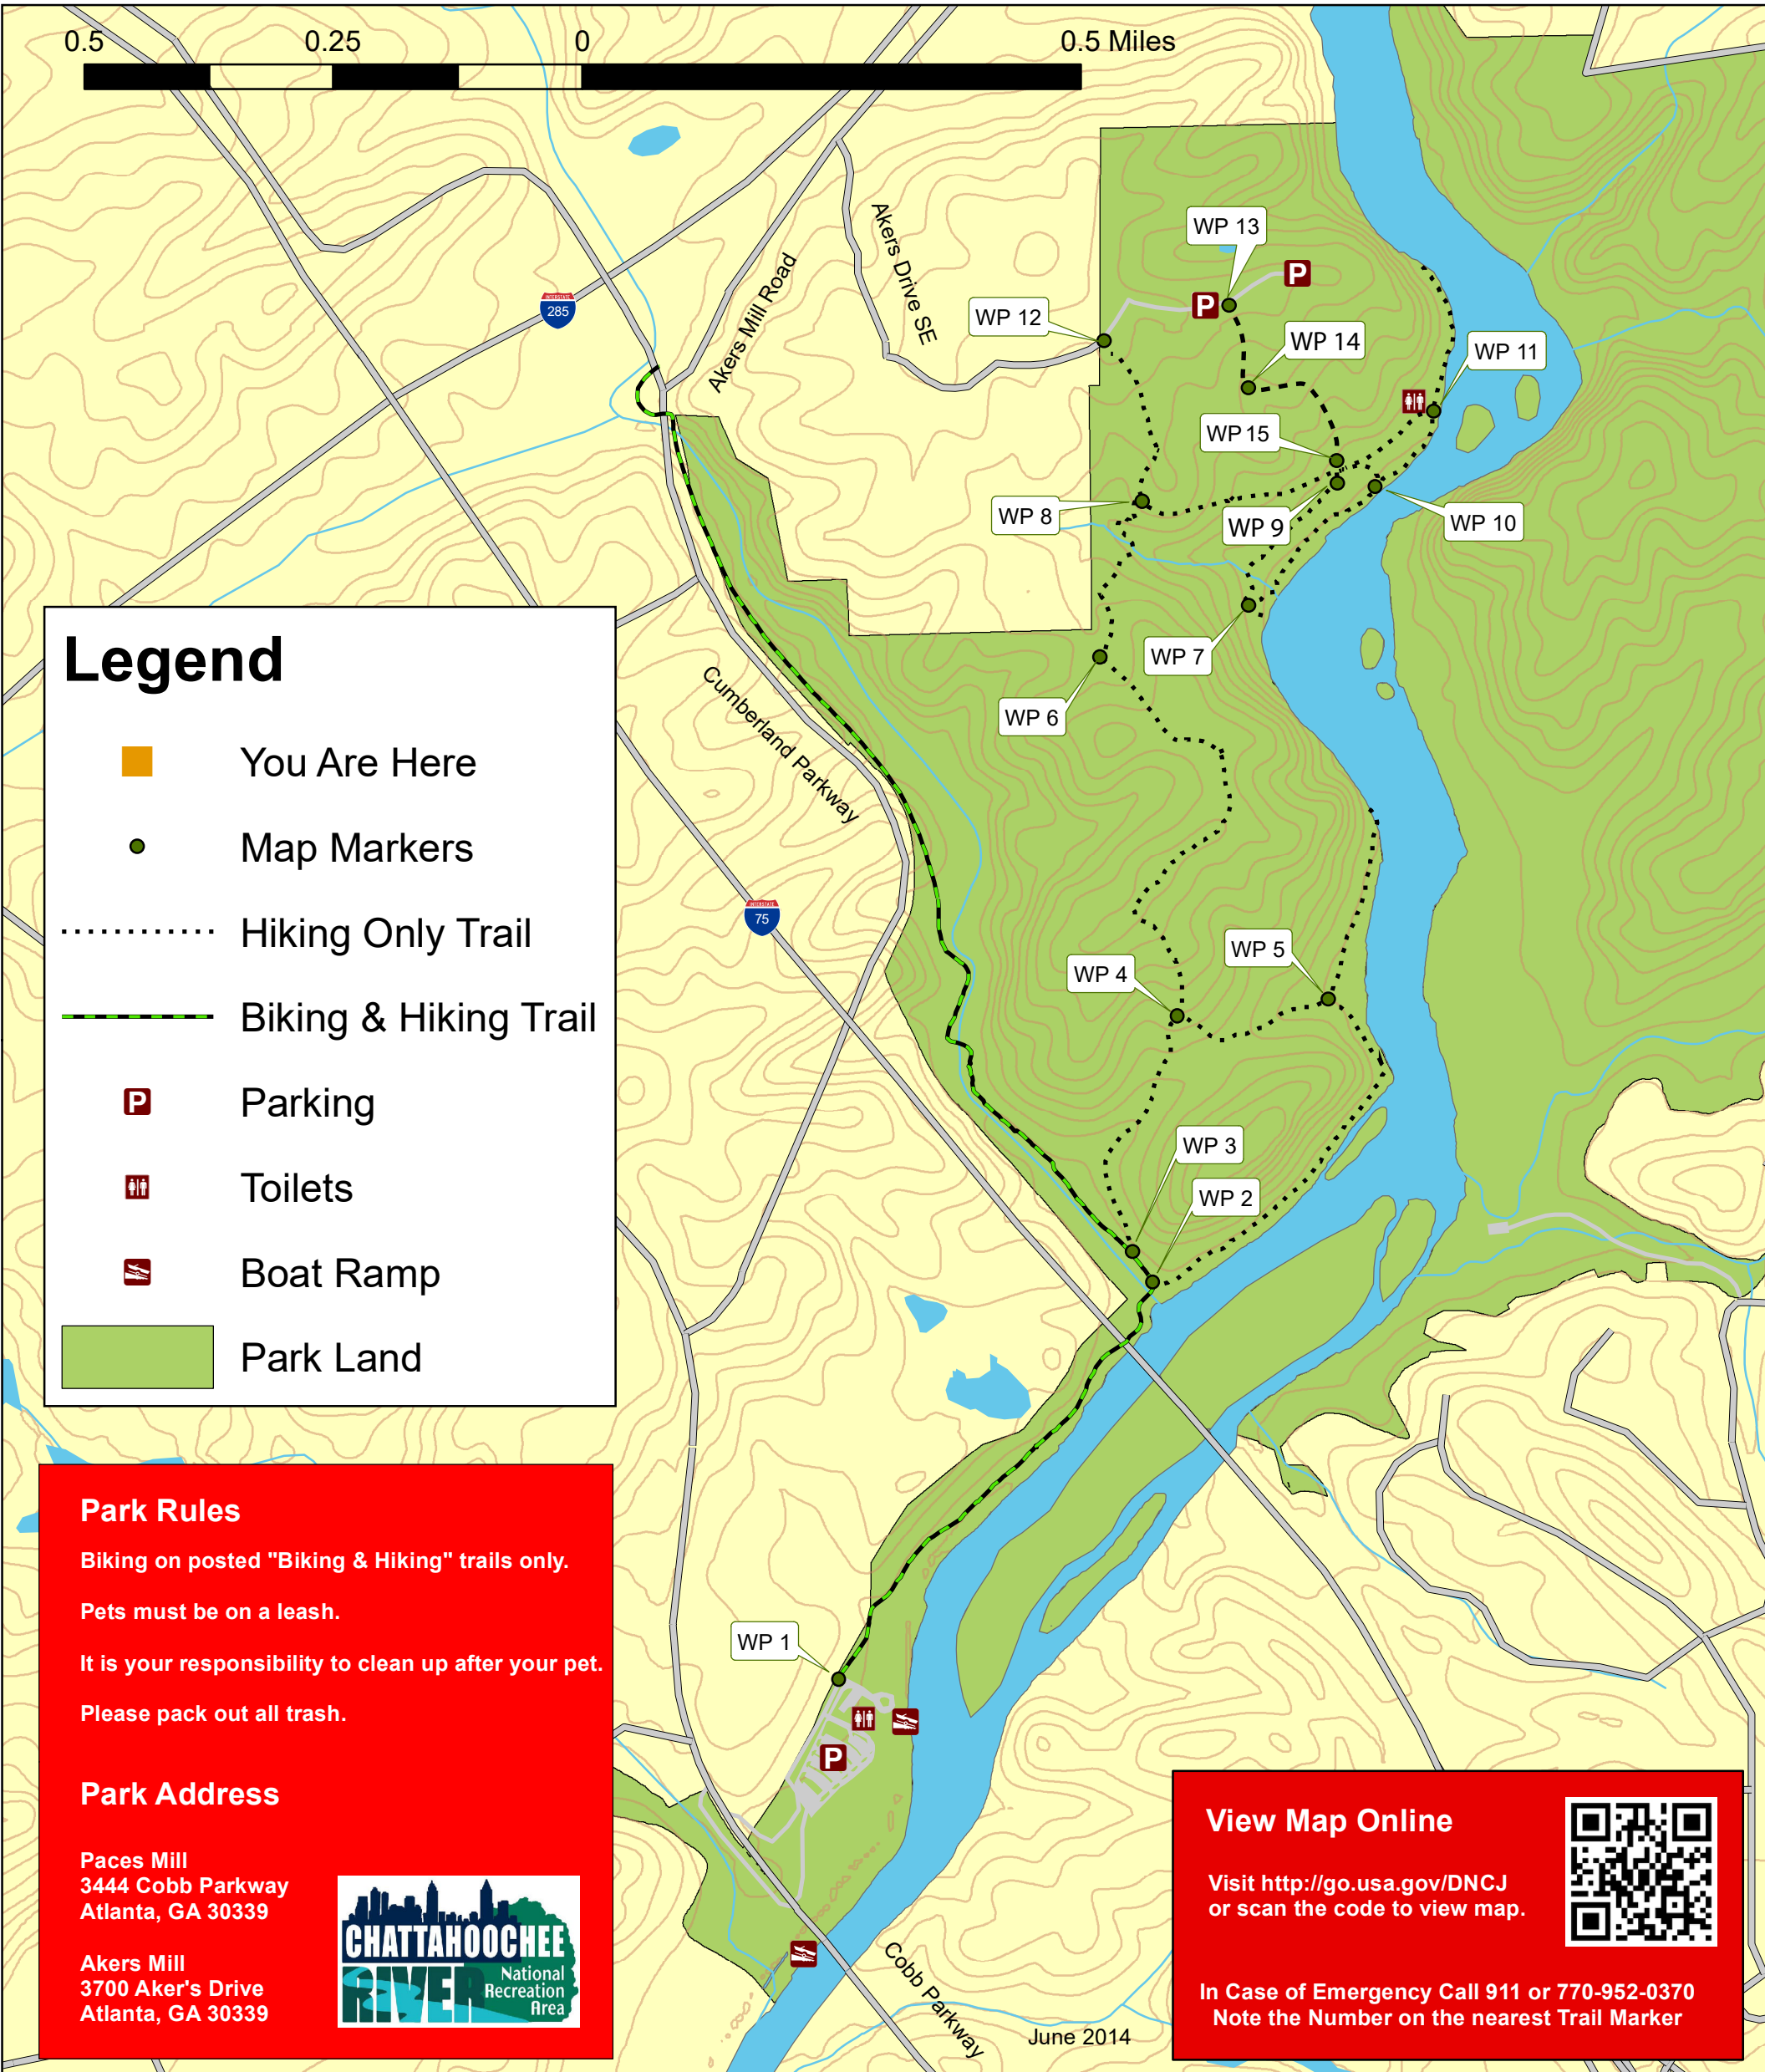 0.5 0.25 0 0.5 Miles
Akers Drive SE
Akers Mill Road
INTERSTATE
285
WP 13
WP 12
WP 14
WP 11
WP 15
WP 8
WP 9
WP 10
WP 7
WP 6
Cumberland Parkway
INTERSTATE
75
WP 5
WP 4
WP 3
WP 2
WP 1
P
P
P
Cobb Parkway
June 2014
Legend
You Are Here
Map Markers
Hiking Only Trail
Biking & Hiking Trail
P Parking
Toilets
Boat Ramp
Park Land
Park Rules
Biking on posted "Biking & Hiking" trails only.
Pets must be on a leash.
It is your responsibility to clean up after your pet.
Please pack out all trash.
Park Address
Paces Mill
3444 Cobb Parkway
Atlanta, GA 30339
Akers Mill
3700 Aker's Drive
Atlanta, GA 30339
CHATTAHOOCHEE
RIVER
National
Recreation
Area
View Map Online
Visit http://go.usa.gov/DNCJ
or scan the code to view map.
In Case of Emergency Call 911 or 770-952-0370
Note the Number on the nearest Trail Marker